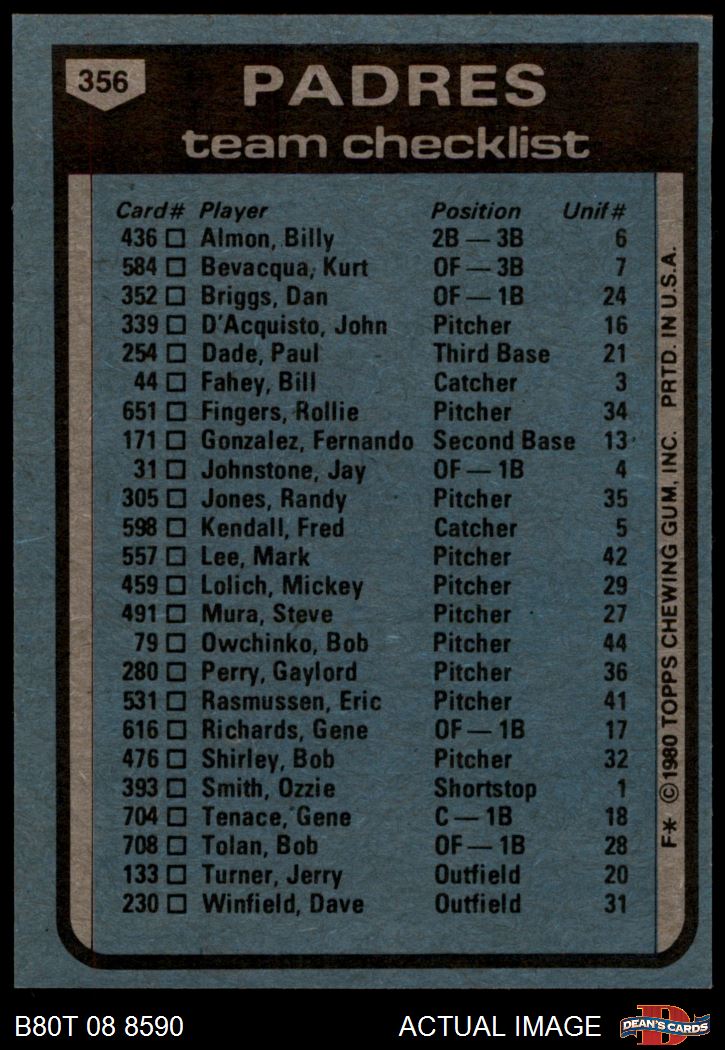 356
PADRES
team checklist
Card# Player Position Unif#
436 Almon, Billy 2B — 3B 6
584 Bevacqua, Kurt OF — 3B 7
352 Briggs, Dan OF — 1B 24
339 D'Acquisto, John Pitcher 16
254 Dade, Paul Third Base 21
44 Fahey, Bill Catcher 3
651 Fingers, Rollie Pitcher 34
171 Gonzalez, Fernando Second Base 13
31 Johnstone, Jay OF — 1B 4
305 Jones, Randy Pitcher 35
598 Kendall, Fred Catcher 5
557 Lee, Mark Pitcher 42
459 Lolich, Mickey Pitcher 29
491 Mura, Steve Pitcher 27
79 Owchinko, Bob Pitcher 44
280 Perry, Gaylord Pitcher 36
531 Rasmussen, Eric Pitcher 41
616 Richards, Gene OF — 1B 17
476 Shirley, Bob Pitcher 32
393 Smith, Ozzie Shortstop 1
704 Tenace, Gene C — 1B 18
708 Tolan, Bob OF — 1B 28
133 Turner, Jerry Outfield 20
230 Winfield, Dave Outfield 31
F* © 1980 TOPPS CHEWING GUM, INC. PRTD. IN U.S.A.
B80T 08 8590 ACTUAL IMAGE
D DEAN'S CARDS